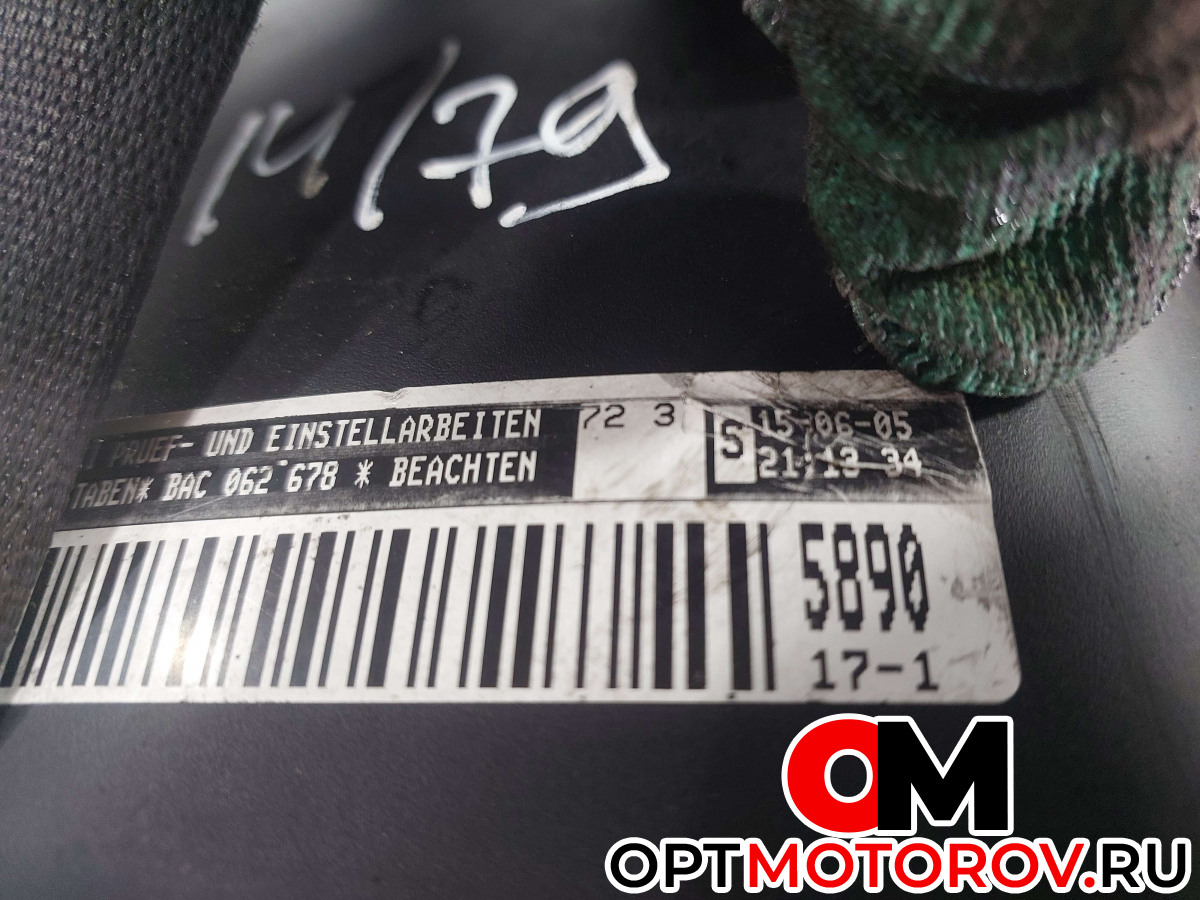 M/79
PRUEF- UND EINSTELLARBEITEN 72 3 S 15-06-05
TABEN* BAC 062 678 * BEACHTEN 21:13 34
5890
17-1
OM
OPTMOTOROV.RU